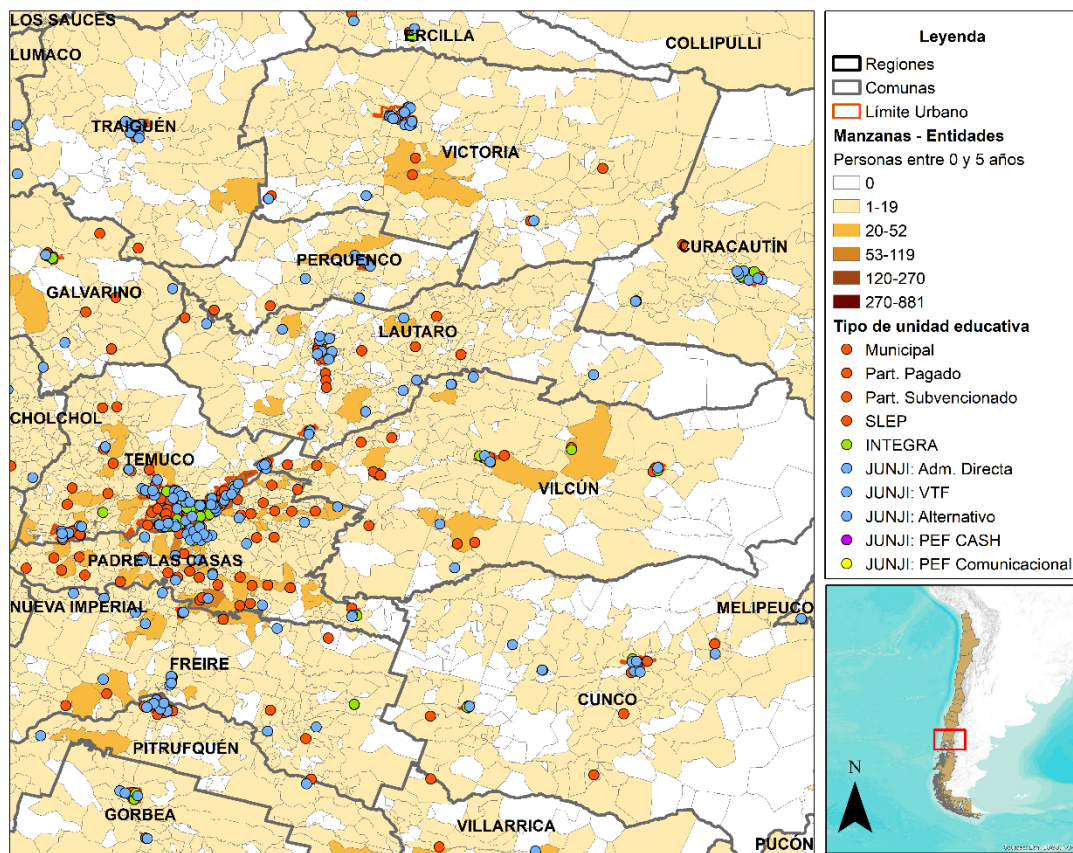 LOS SAUCES
LUMACO
ERCILLA
COLLIPULLI
TRAIGUÉN
VICTORIA
CURACAUTÍN
PERQUENCO
GALVARINO
LAUTARO
CHOLCHOL
TEMUCO
VILCÚN
PADRE LAS CASAS
NUEVA IMPERIAL
MELIPEUCO
FREIRE
CUNCO
PITRUFQUÉN
GORBEA
VILLARRICA
PUCÓN
Leyenda
Regiones
Comunas
Límite Urbano
Manzanas - Entidades
Personas entre 0 y 5 años
0
1-19
20-52
53-119
120-270
270-881
Tipo de unidad educativa
Municipal
Part. Pagado
Part. Subvencionado
SLEP
INTEGRA
JUNJI: Adm. Directa
JUNJI: VTF
JUNJI: Alternativo
JUNJI: PEF CASH
JUNJI: PEF Comunicacional
N